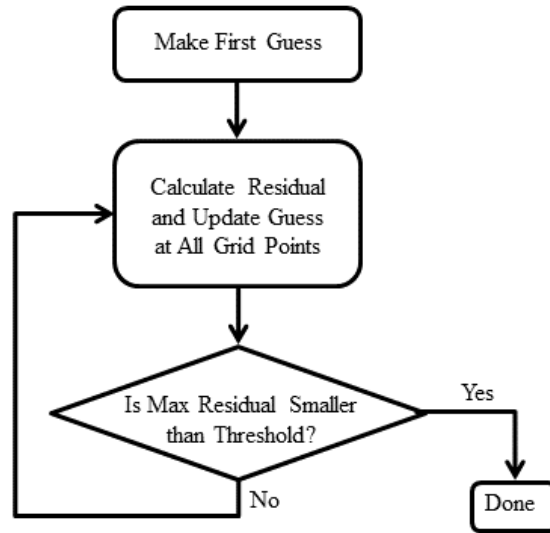 Make First Guess
Calculate Residual
and Update Guess
at All Grid Points
Is Max Residual Smaller
than Threshold?
Yes
No
Done